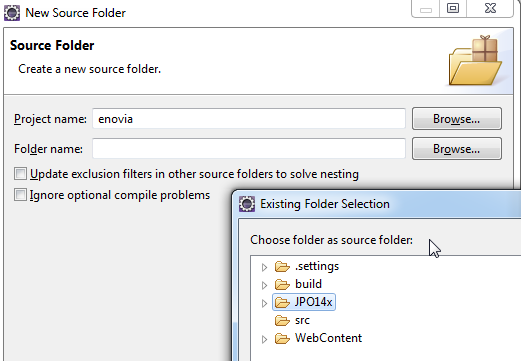 New Source Folder
Source Folder
Create a new source folder.
Project name: enovia Browse...
Folder name: Browse...
Update exclusion filters in other source folders to solve nesting
Ignore optional compile problems
Existing Folder Selection
Choose folder as source folder:
.settings
build
JPO14x
src
WebContent